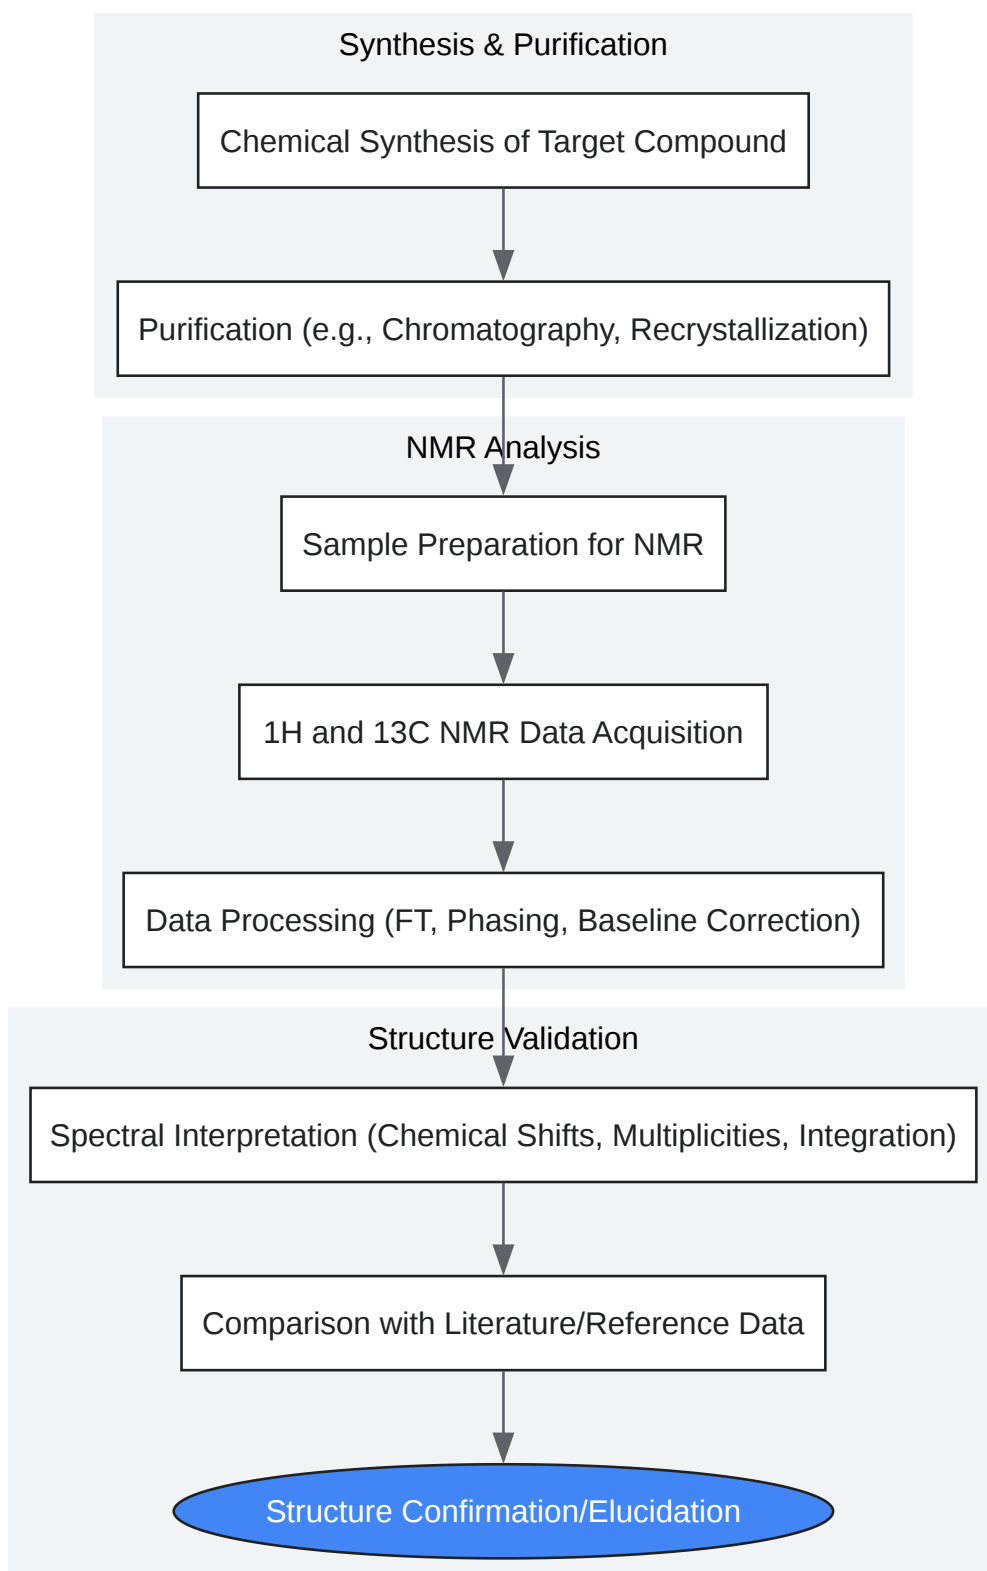 Synthesis & Purification
Chemical Synthesis of Target Compound
Purification (e.g., Chromatography, Recrystallization)
NMR Analysis
Sample Preparation for NMR
1H and 13C NMR Data Acquisition
Data Processing (FT, Phasing, Baseline Correction)
Structure Validation
Spectral Interpretation (Chemical Shifts, Multiplicities, Integration)
Comparison with Literature/Reference Data
Structure Confirmation/Elucidation